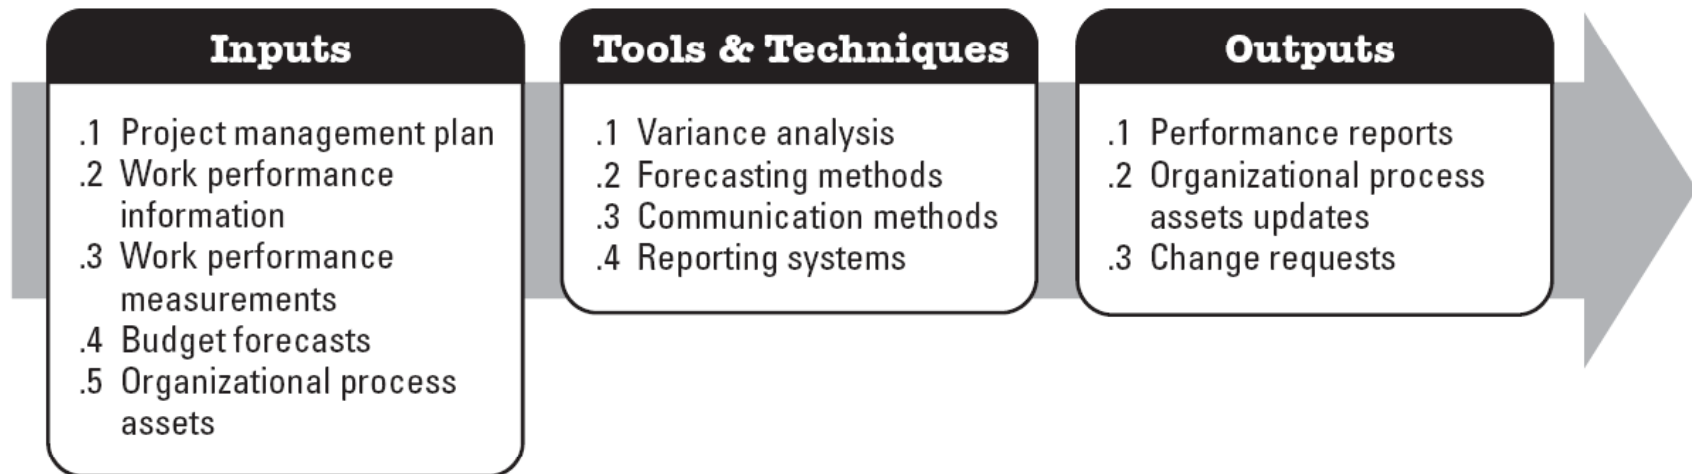 Inputs
.1 Project management plan
.2 Work performance
information
.3 Work performance
measurements
.4 Budget forecasts
.5 Organizational process
assets
Tools & Techniques
.1 Variance analysis
.2 Forecasting methods
.3 Communication methods
.4 Reporting systems
Outputs
.1 Performance reports
.2 Organizational process
assets updates
.3 Change requests